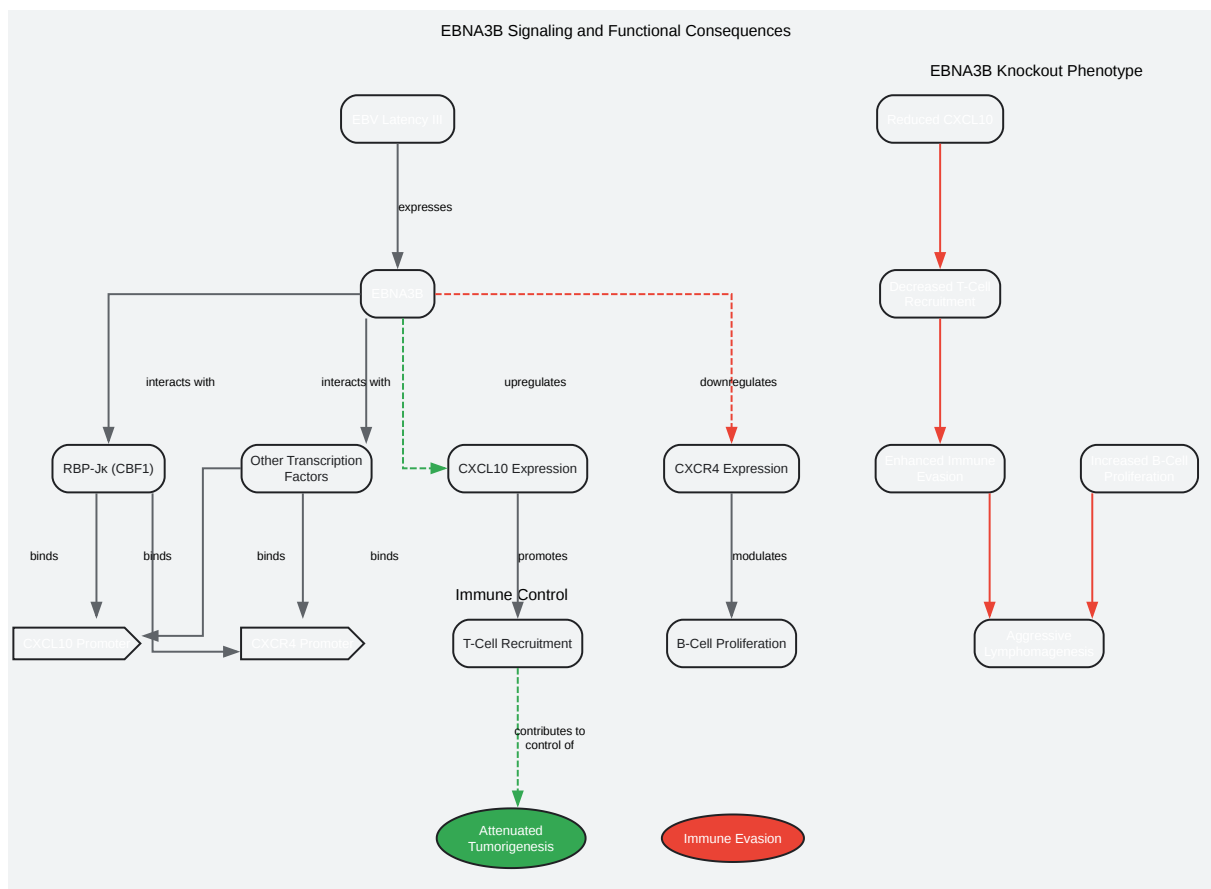 EBNA3B Signaling and Functional Consequences
EBNA3B Knockout Phenotype
EBV Latency III
Reduced CXCL10
expresses
EBNA3B
Decreased T-Cell
Recruitment
interacts with
interacts with
upregulates
downregulates
RBP-Jκ (CBF1)
Other Transcription
Factors
CXCL10 Expression
CXCR4 Expression
Enhanced Immune
Evasion
Increased B-Cell
Proliferation
binds
binds
binds
binds
promotes
modulates
Immune Control
CXCL10 Promoter
CXCR4 Promoter
T-Cell Recruitment
B-Cell Proliferation
Aggressive
Lymphomagenesis
contributes to
control of
Attenuated
Tumorigenesis
Immune Evasion